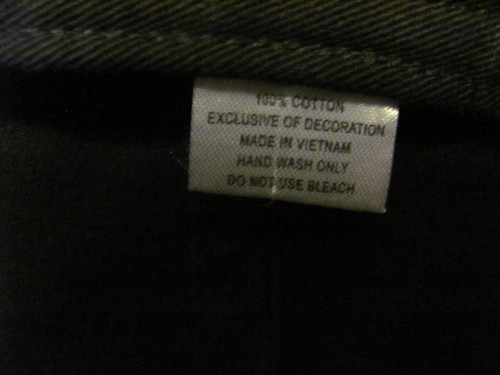 100% COTTON
EXCLUSIVE OF DECORATION
MADE IN VIETNAM
HAND WASH ONLY
DO NOT USE BLEACH